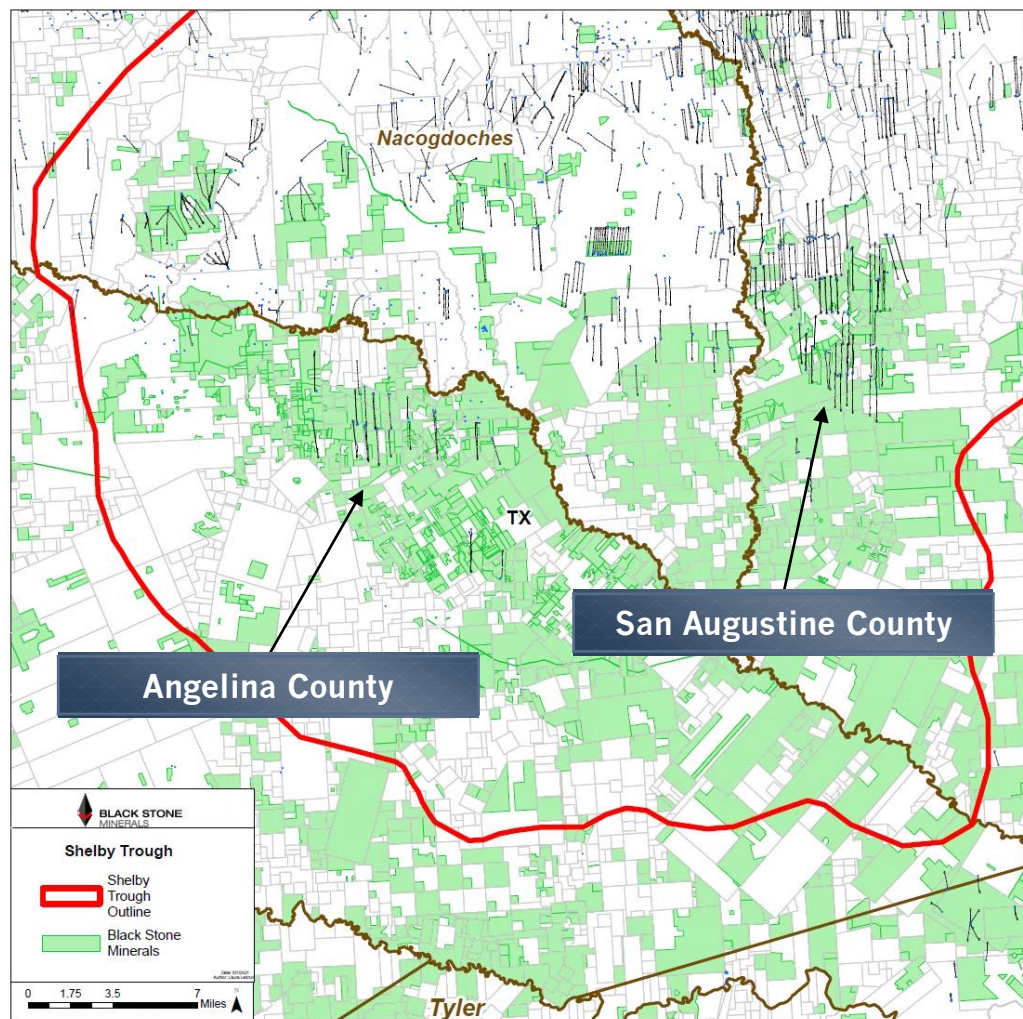 Nacogdoches
TX
San Augustine County
Angelina County
BLACK STONE
MINERALS
Shelby Trough
Shelby
Trough
Outline
Black Stone
Minerals
N
0 1.75 3.5 7
Miles
Tyler